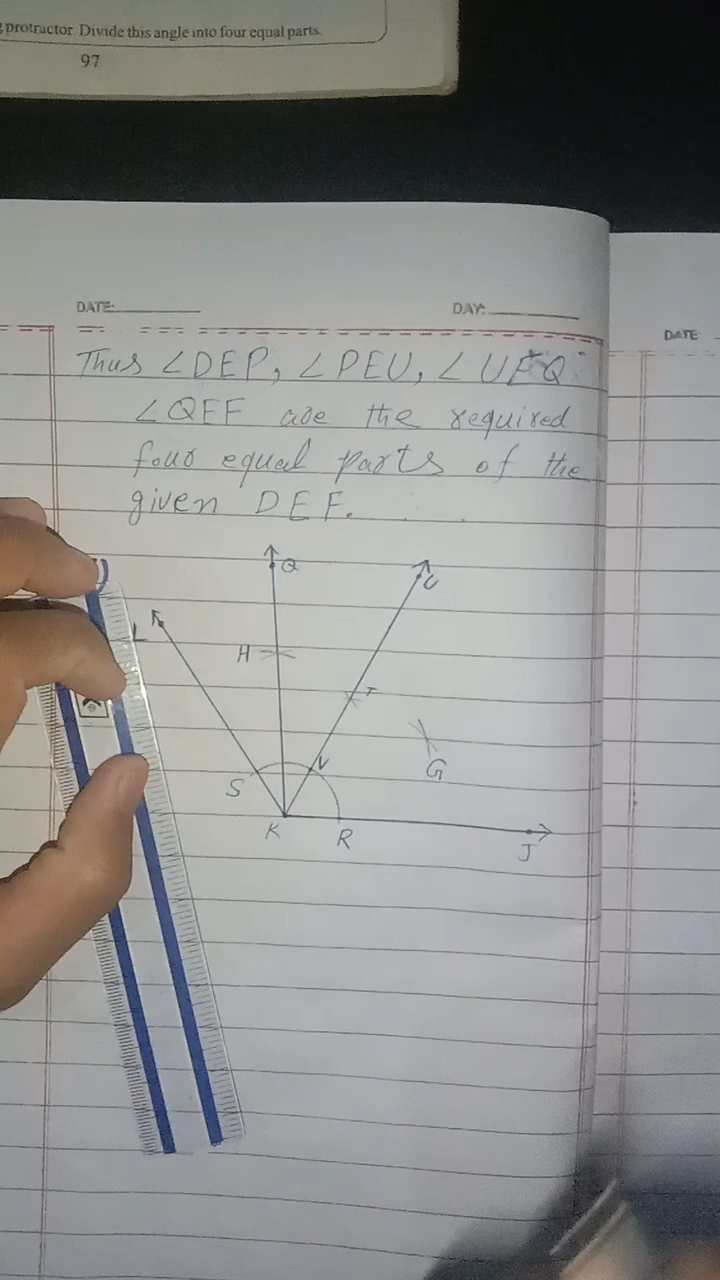 protractor. Divide this angle into four equal parts.
97
DATE: DAY:
DATE
Thus ∠DEP, ∠PEU, ∠UEQ
∠QEF are the required
four equal parts of the
given DEF.
Q
U
L
H
T
V
G
S
K
R
J